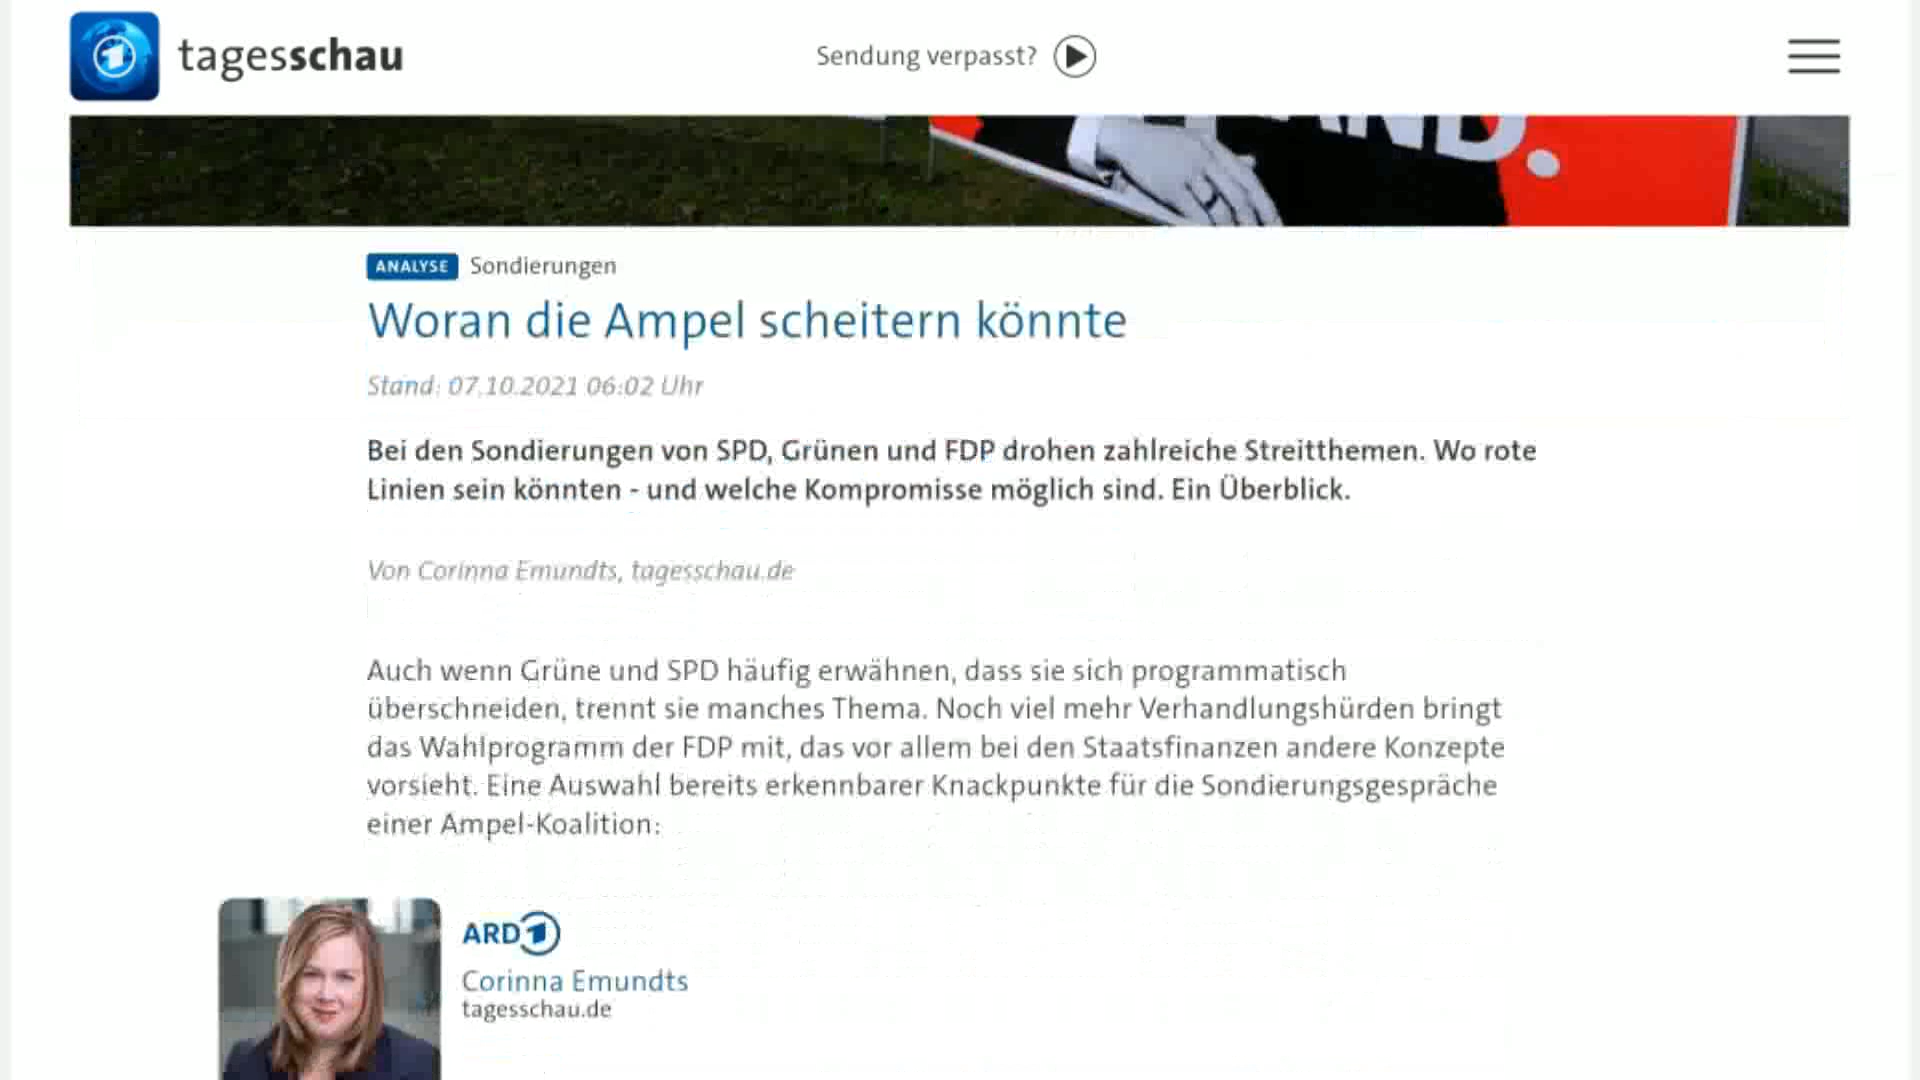 tagesschau
Sendung verpasst?
AND.
ANALYSE Sondierungen
Woran die Ampel scheitern könnte
Stand: 07.10.2021 06:02 Uhr
Bei den Sondierungen von SPD, Grünen und FDP drohen zahlreiche Streitthemen. Wo rote
Linien sein könnten - und welche Kompromisse möglich sind. Ein Überblick.
Von Corinna Emundts, tagesschau.de
Auch wenn Grüne und SPD häufig erwähnen, dass sie sich programmatisch
überschneiden, trennt sie manches Thema. Noch viel mehr Verhandlungshürden bringt
das Wahlprogramm der FDP mit, das vor allem bei den Staatsfinanzen andere Konzepte
vorsieht. Eine Auswahl bereits erkennbarer Knackpunkte für die Sondierungsgespräche
einer Ampel-Koalition:
ARD 1
Corinna Emundts
tagesschau.de